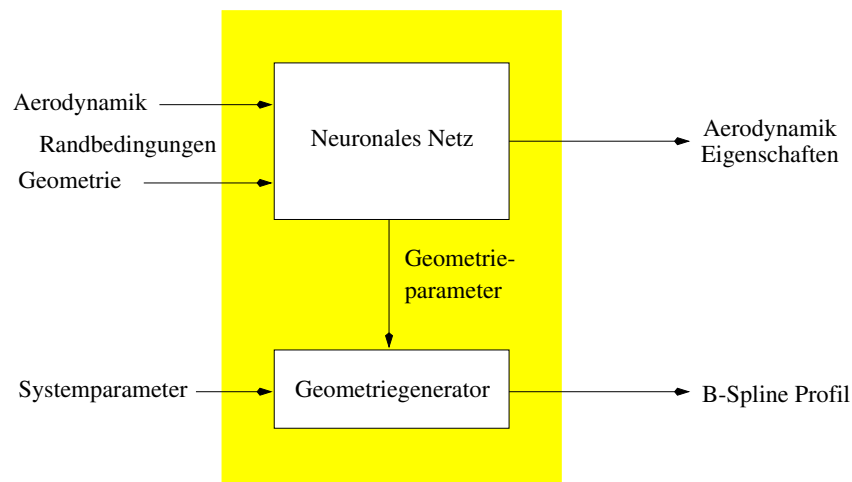 Aerodynamik
Randbedingungen
Geometrie
Neuronales Netz
Aerodynamik
Eigenschaften
Geometrie-
parameter
Systemparameter
Geometriegenerator
B-Spline Profil